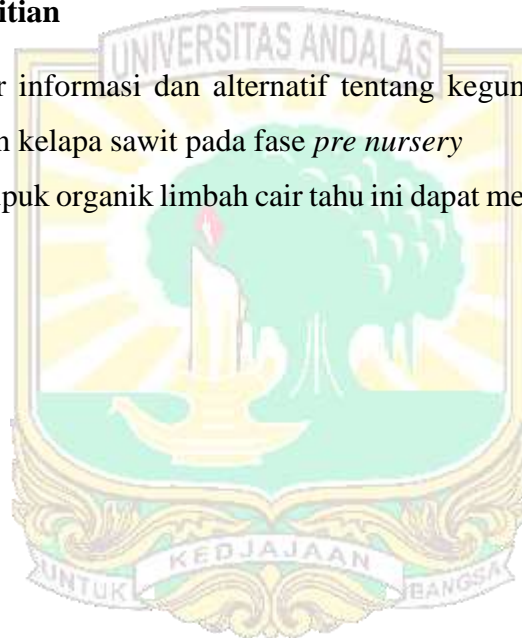 itian
UNIVERSITAS ANDALAS
r informasi dan alternatif tentang kegun
n kelapa sawit pada fase pre nursery
upuk organik limbah cair tahu ini dapat me
KEDJAJAAN
UNTUK BANGSA